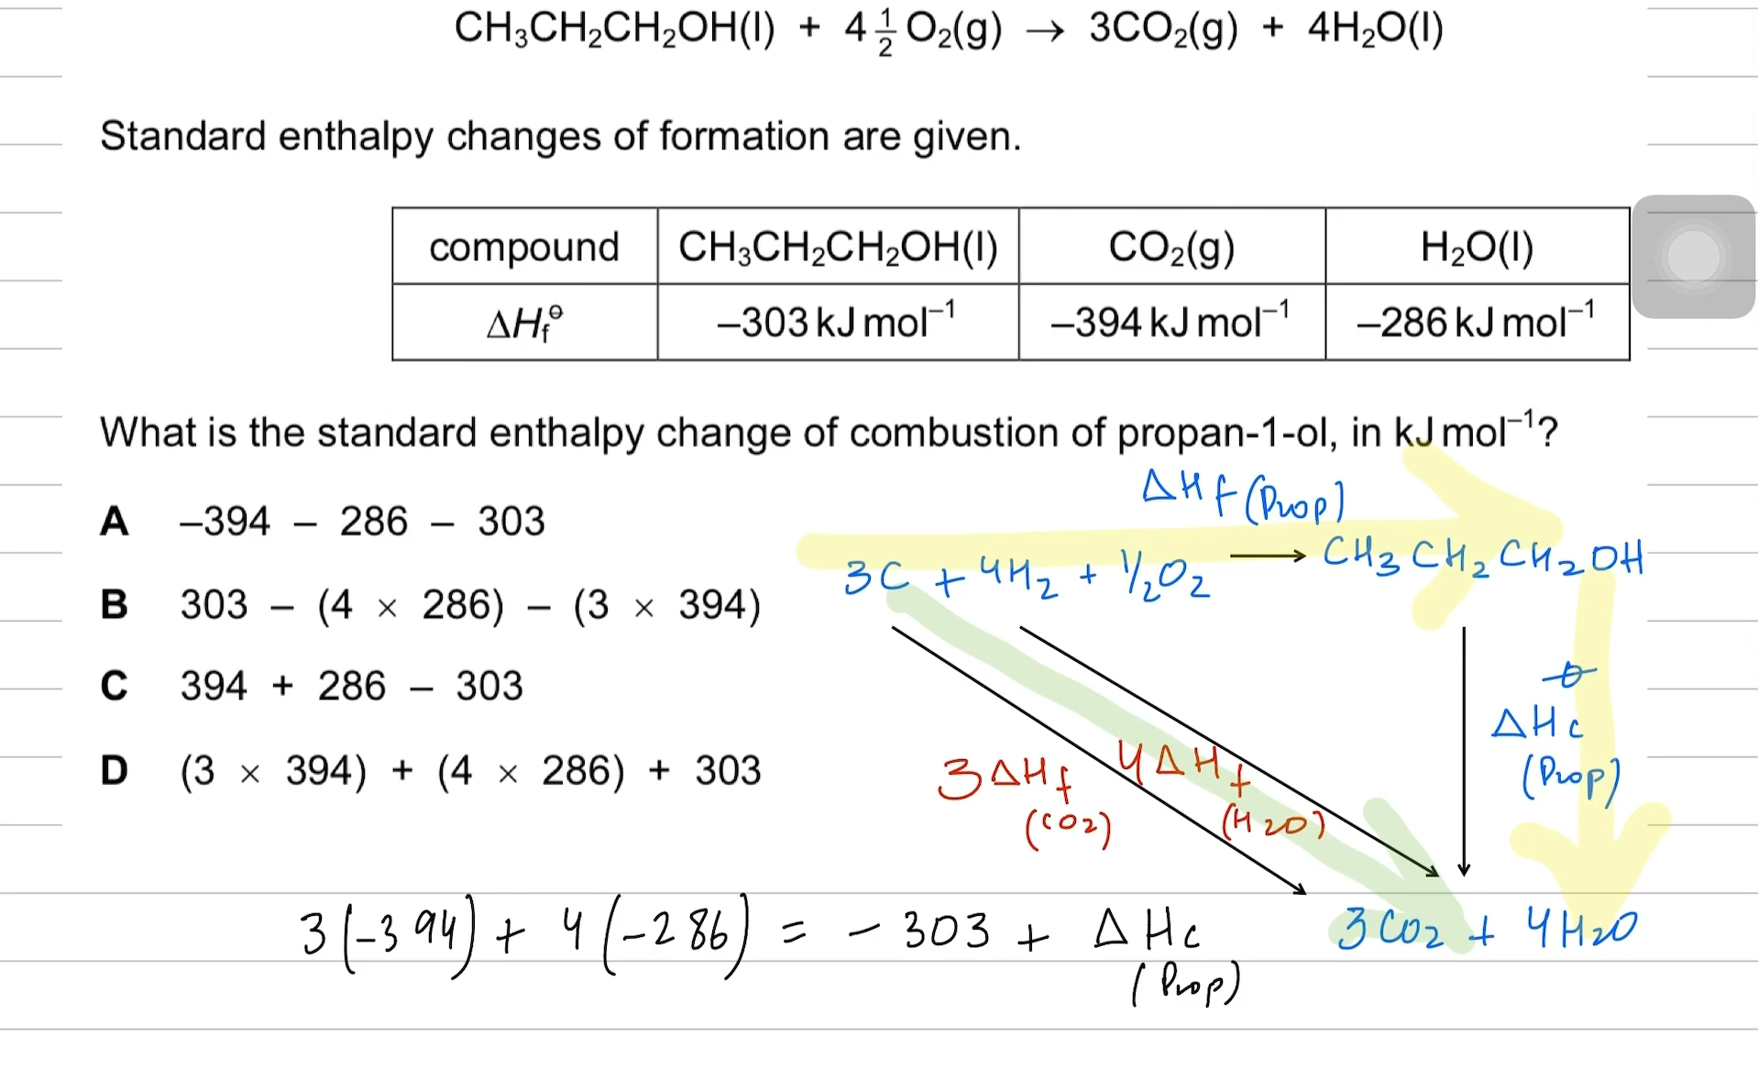 CH₃CH₂CH₂OH(l) + 4½ O₂(g) → 3CO₂(g) + 4H₂O(l)
Standard enthalpy changes of formation are given.
compound CH₃CH₂CH₂OH(l) CO₂(g) H₂O(l)
ΔH_f^⦵ –303 kJ mol⁻¹ –394 kJ mol⁻¹ –286 kJ mol⁻¹
What is the standard enthalpy change of combustion of propan-1-ol, in kJ mol⁻¹?
A –394 – 286 – 303
B 303 – (4 × 286) – (3 × 394)
C 394 + 286 – 303
D (3 × 394) + (4 × 286) + 303
ΔHf (Prop)
3C + 4H₂ + ½O₂ → CH₃CH₂CH₂OH
⦵
ΔHc
(Prop)
3ΔHf
(CO₂)
4ΔHf
(H₂O)
3CO₂ + 4H₂O
3(-394) + 4(-286) = -303 + ΔHc
(Prop)